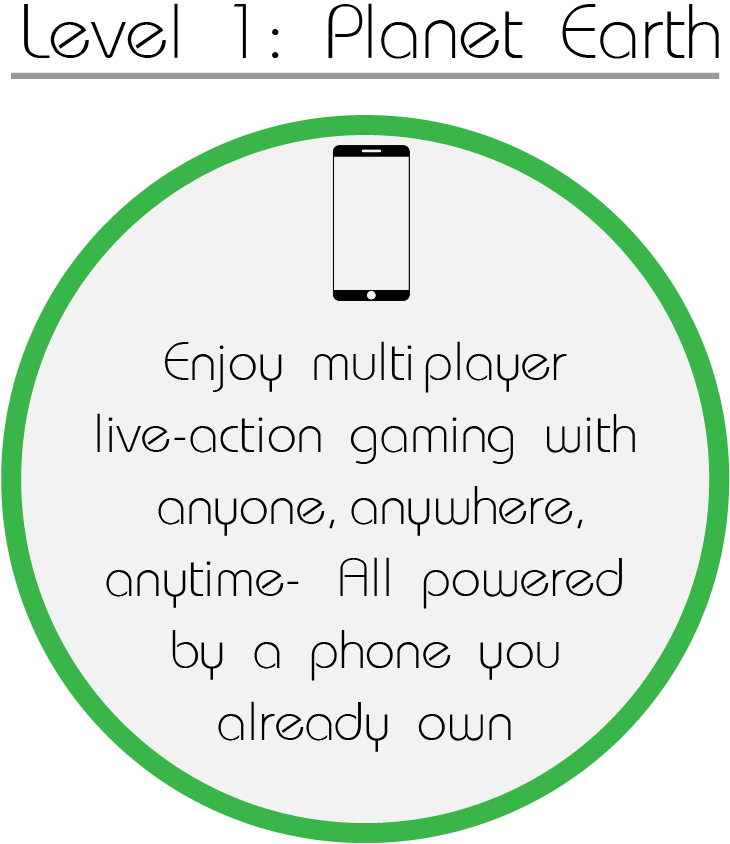 Level 1: Planet Earth
Enjoy multiplayer
live-action gaming with
anyone, anywhere,
anytime- All powered
by a phone you
already own